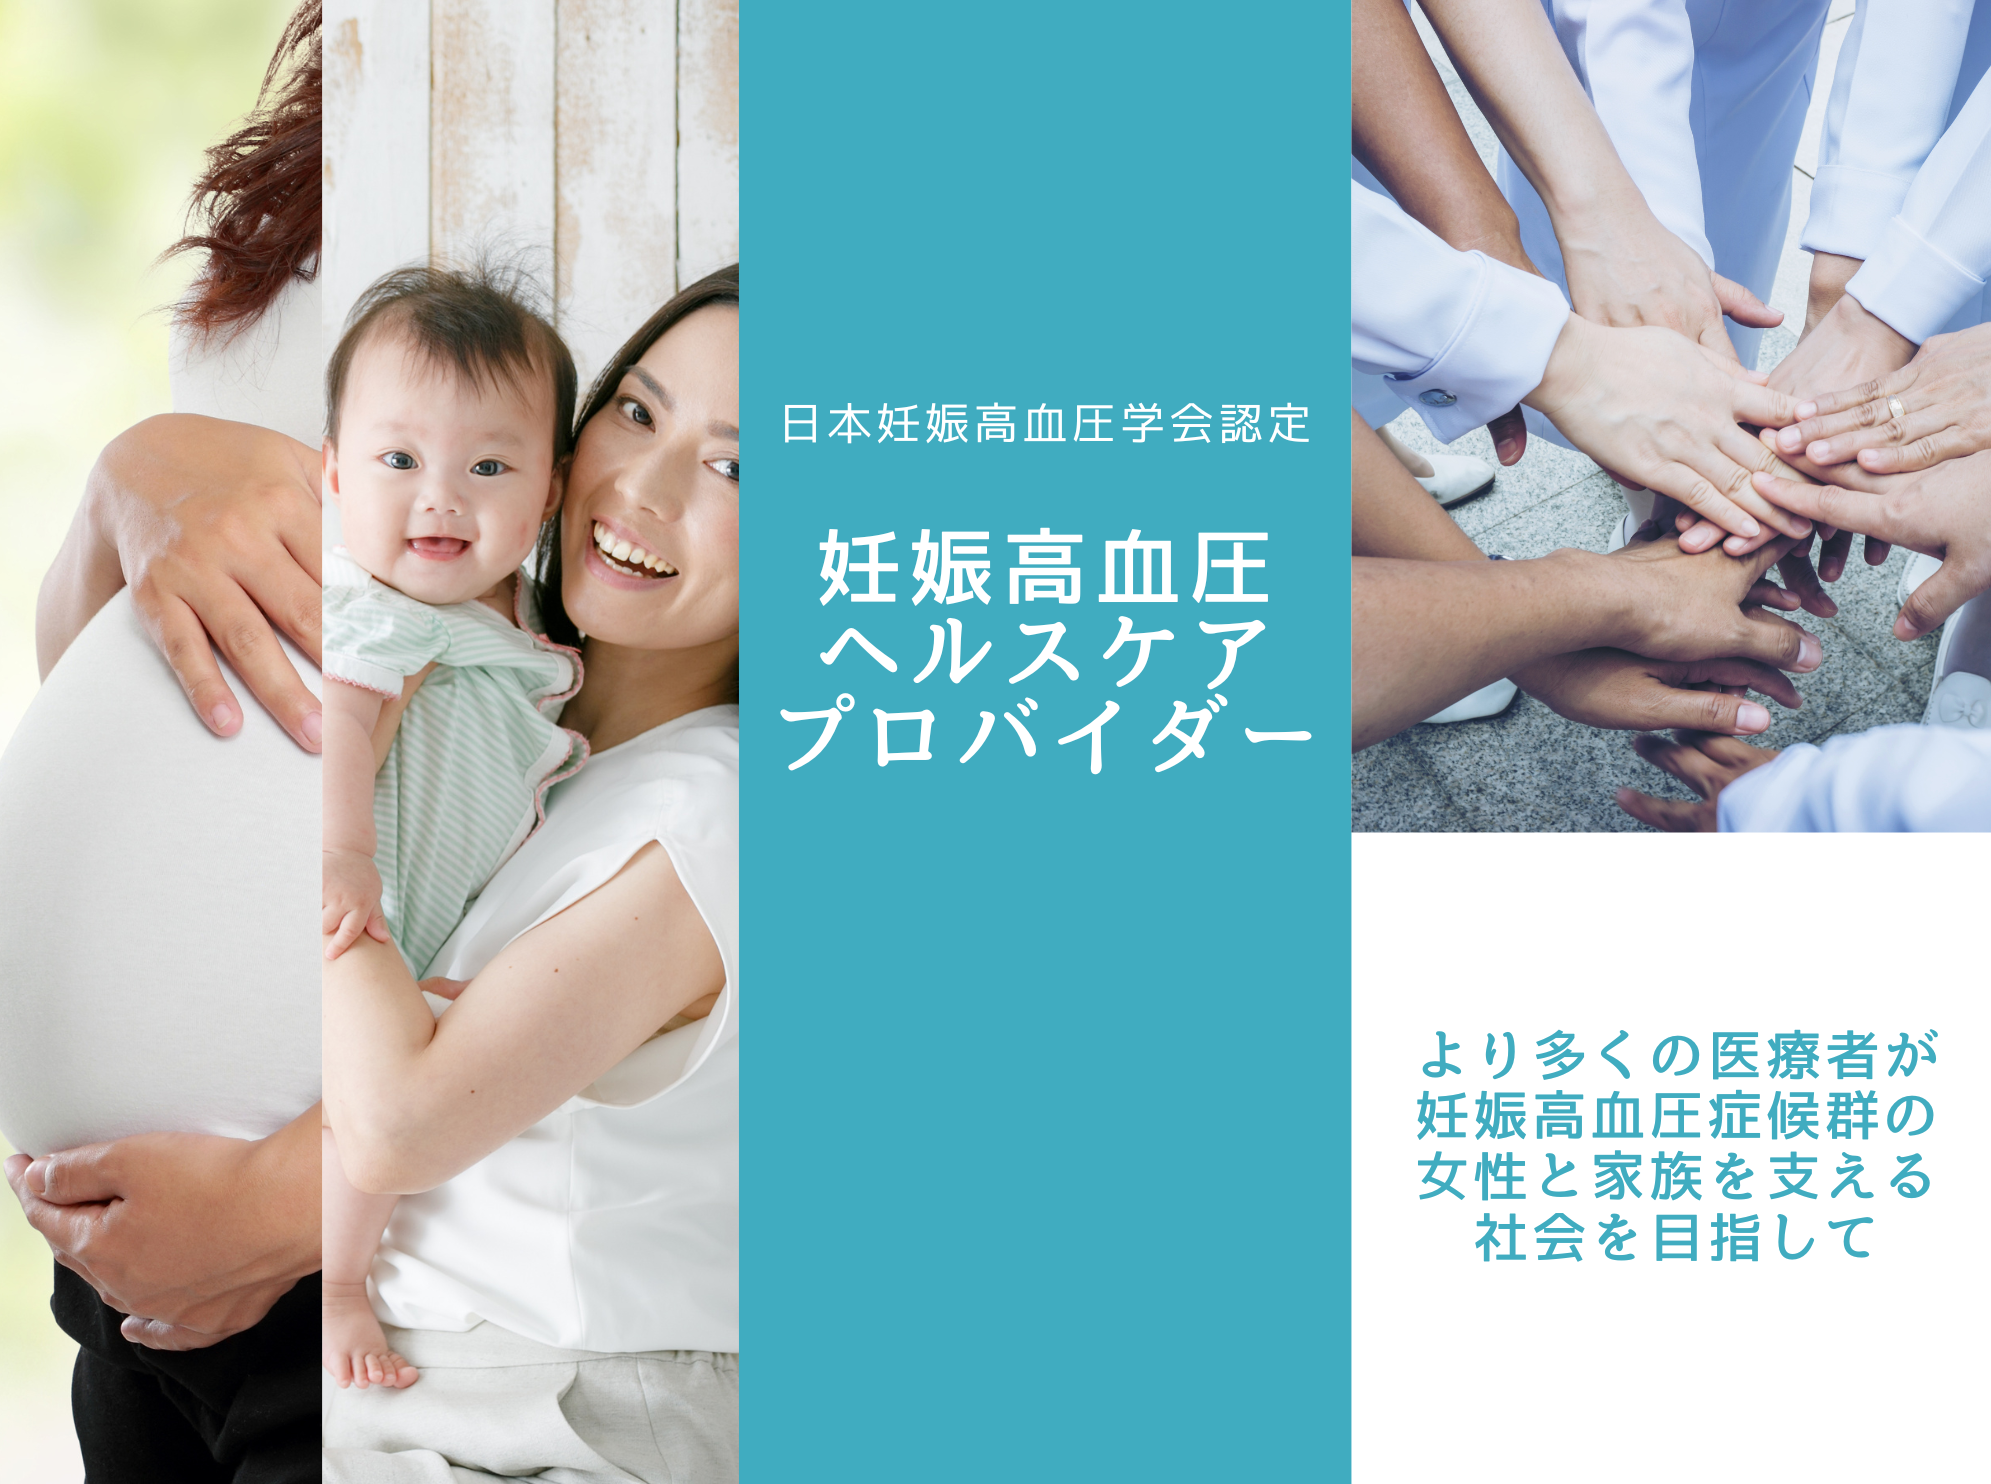 日本妊娠高血圧学会認定
妊娠高血圧
ヘルスケア
プロバイダー
より多くの医療者が
妊娠高血圧症候群の
女性と家族を支える
社会を目指して